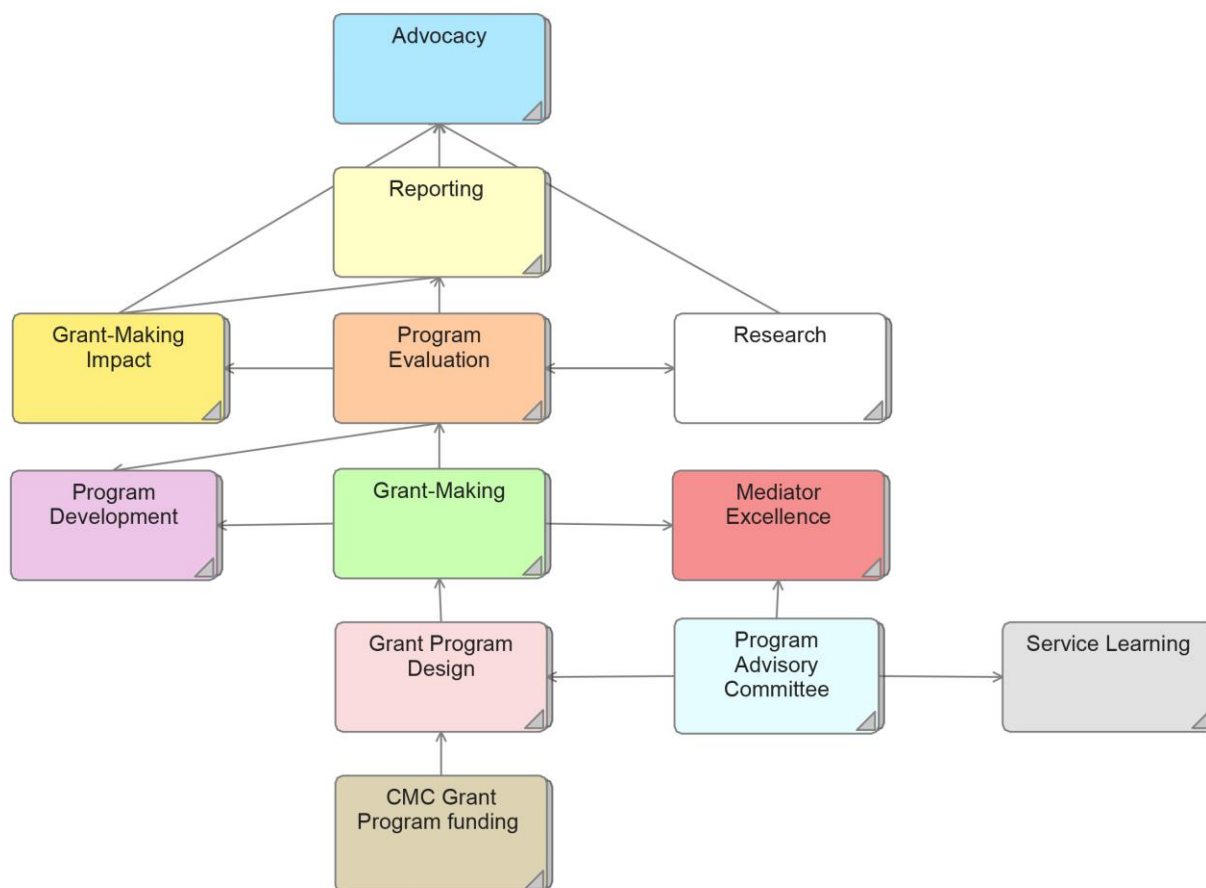 Advocacy
Reporting
Grant-Making
Impact
Program
Evaluation
Research
Program
Development
Grant-Making
Mediator
Excellence
Grant Program
Design
Program
Advisory
Committee
Service Learning
CMC Grant
Program funding